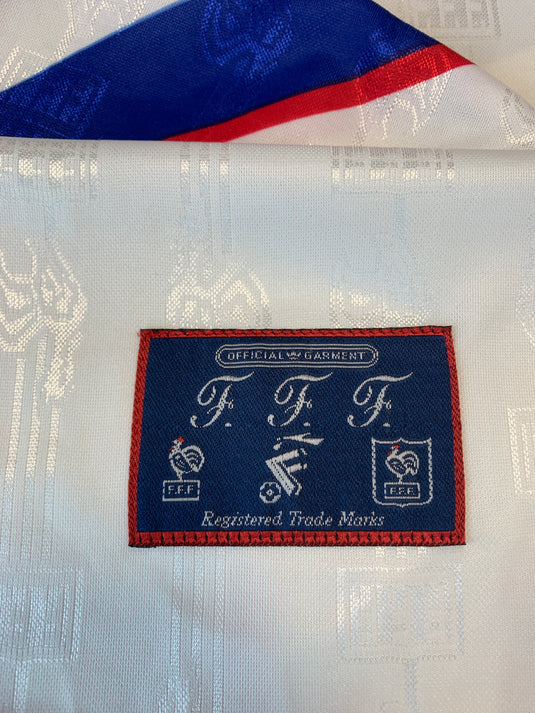 OFFICIAL GARMENT
F. F. F.
F.F.F
F.F.F.
Registered Trade Marks